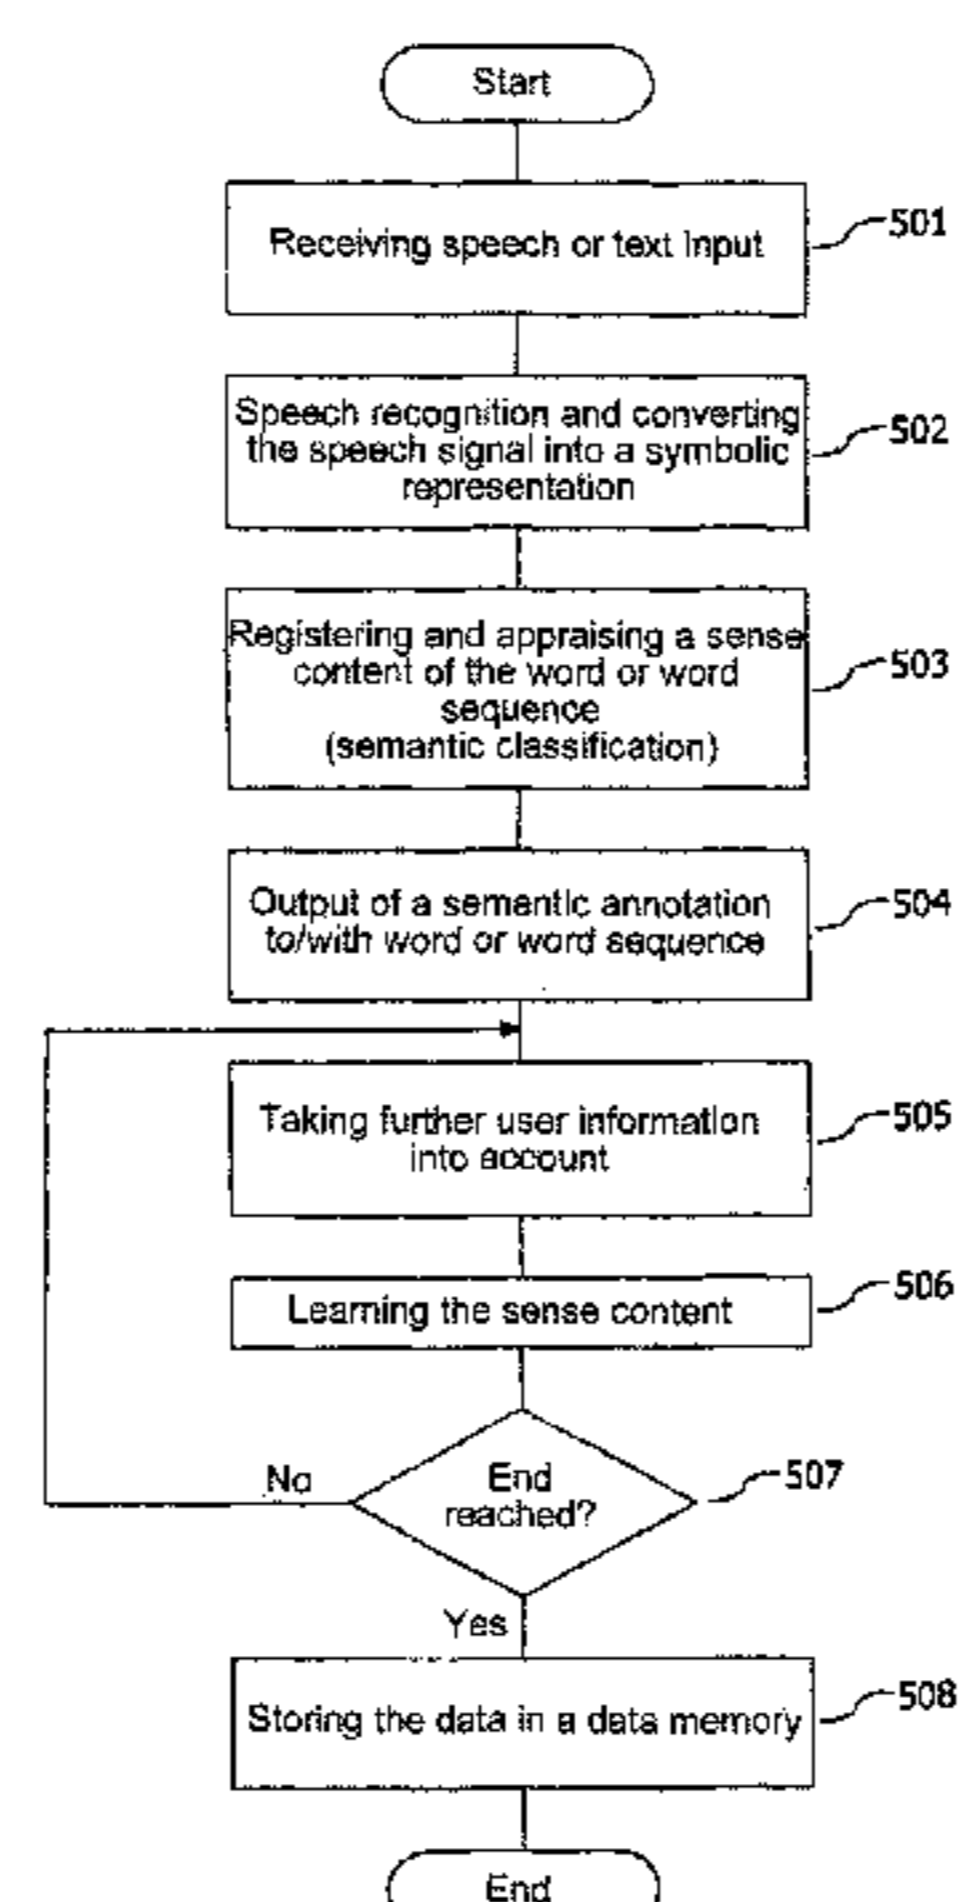 Start
Receiving speech or text input
501
Speech recognition and converting
the speech signal into a symbolic
representation
502
Registering and appraising a sense
content of the word or word
sequence
(semantic classification)
503
Output of a semantic annotation
to/with word or word sequence
504
Taking further user information
into account
505
Learning the sense content
506
End
reached?
507
No
Yes
Storing the data in a data memory
508
End